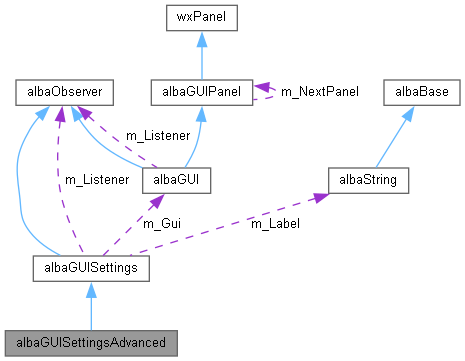 wxPanel
albaObserver
albaGUIPanel
albaBase
m_NextPanel
m_Listener
m_Listener
albaGUI
albaString
m_Gui
m_Label
albaGUISettings
albaGUISettingsAdvanced